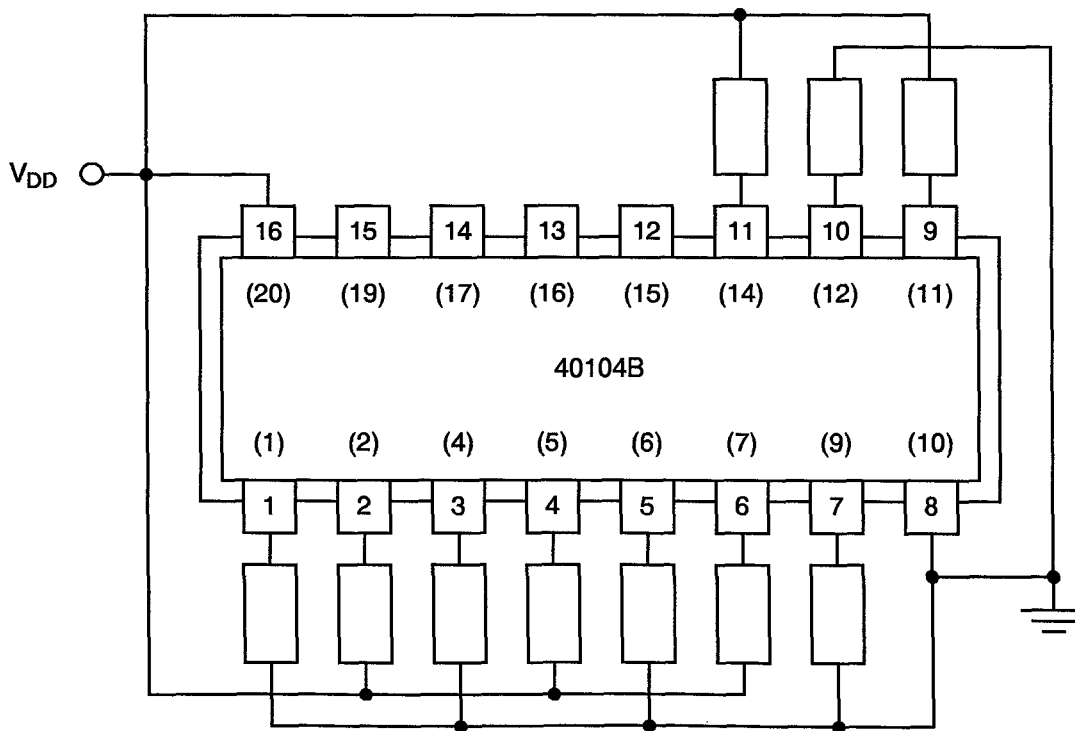 V_DD
16 15 14 13 12 11 10 9
(20) (19) (17) (16) (15) (14) (12) (11)
40104B
(1) (2) (4) (5) (6) (7) (9) (10)
1 2 3 4 5 6 7 8